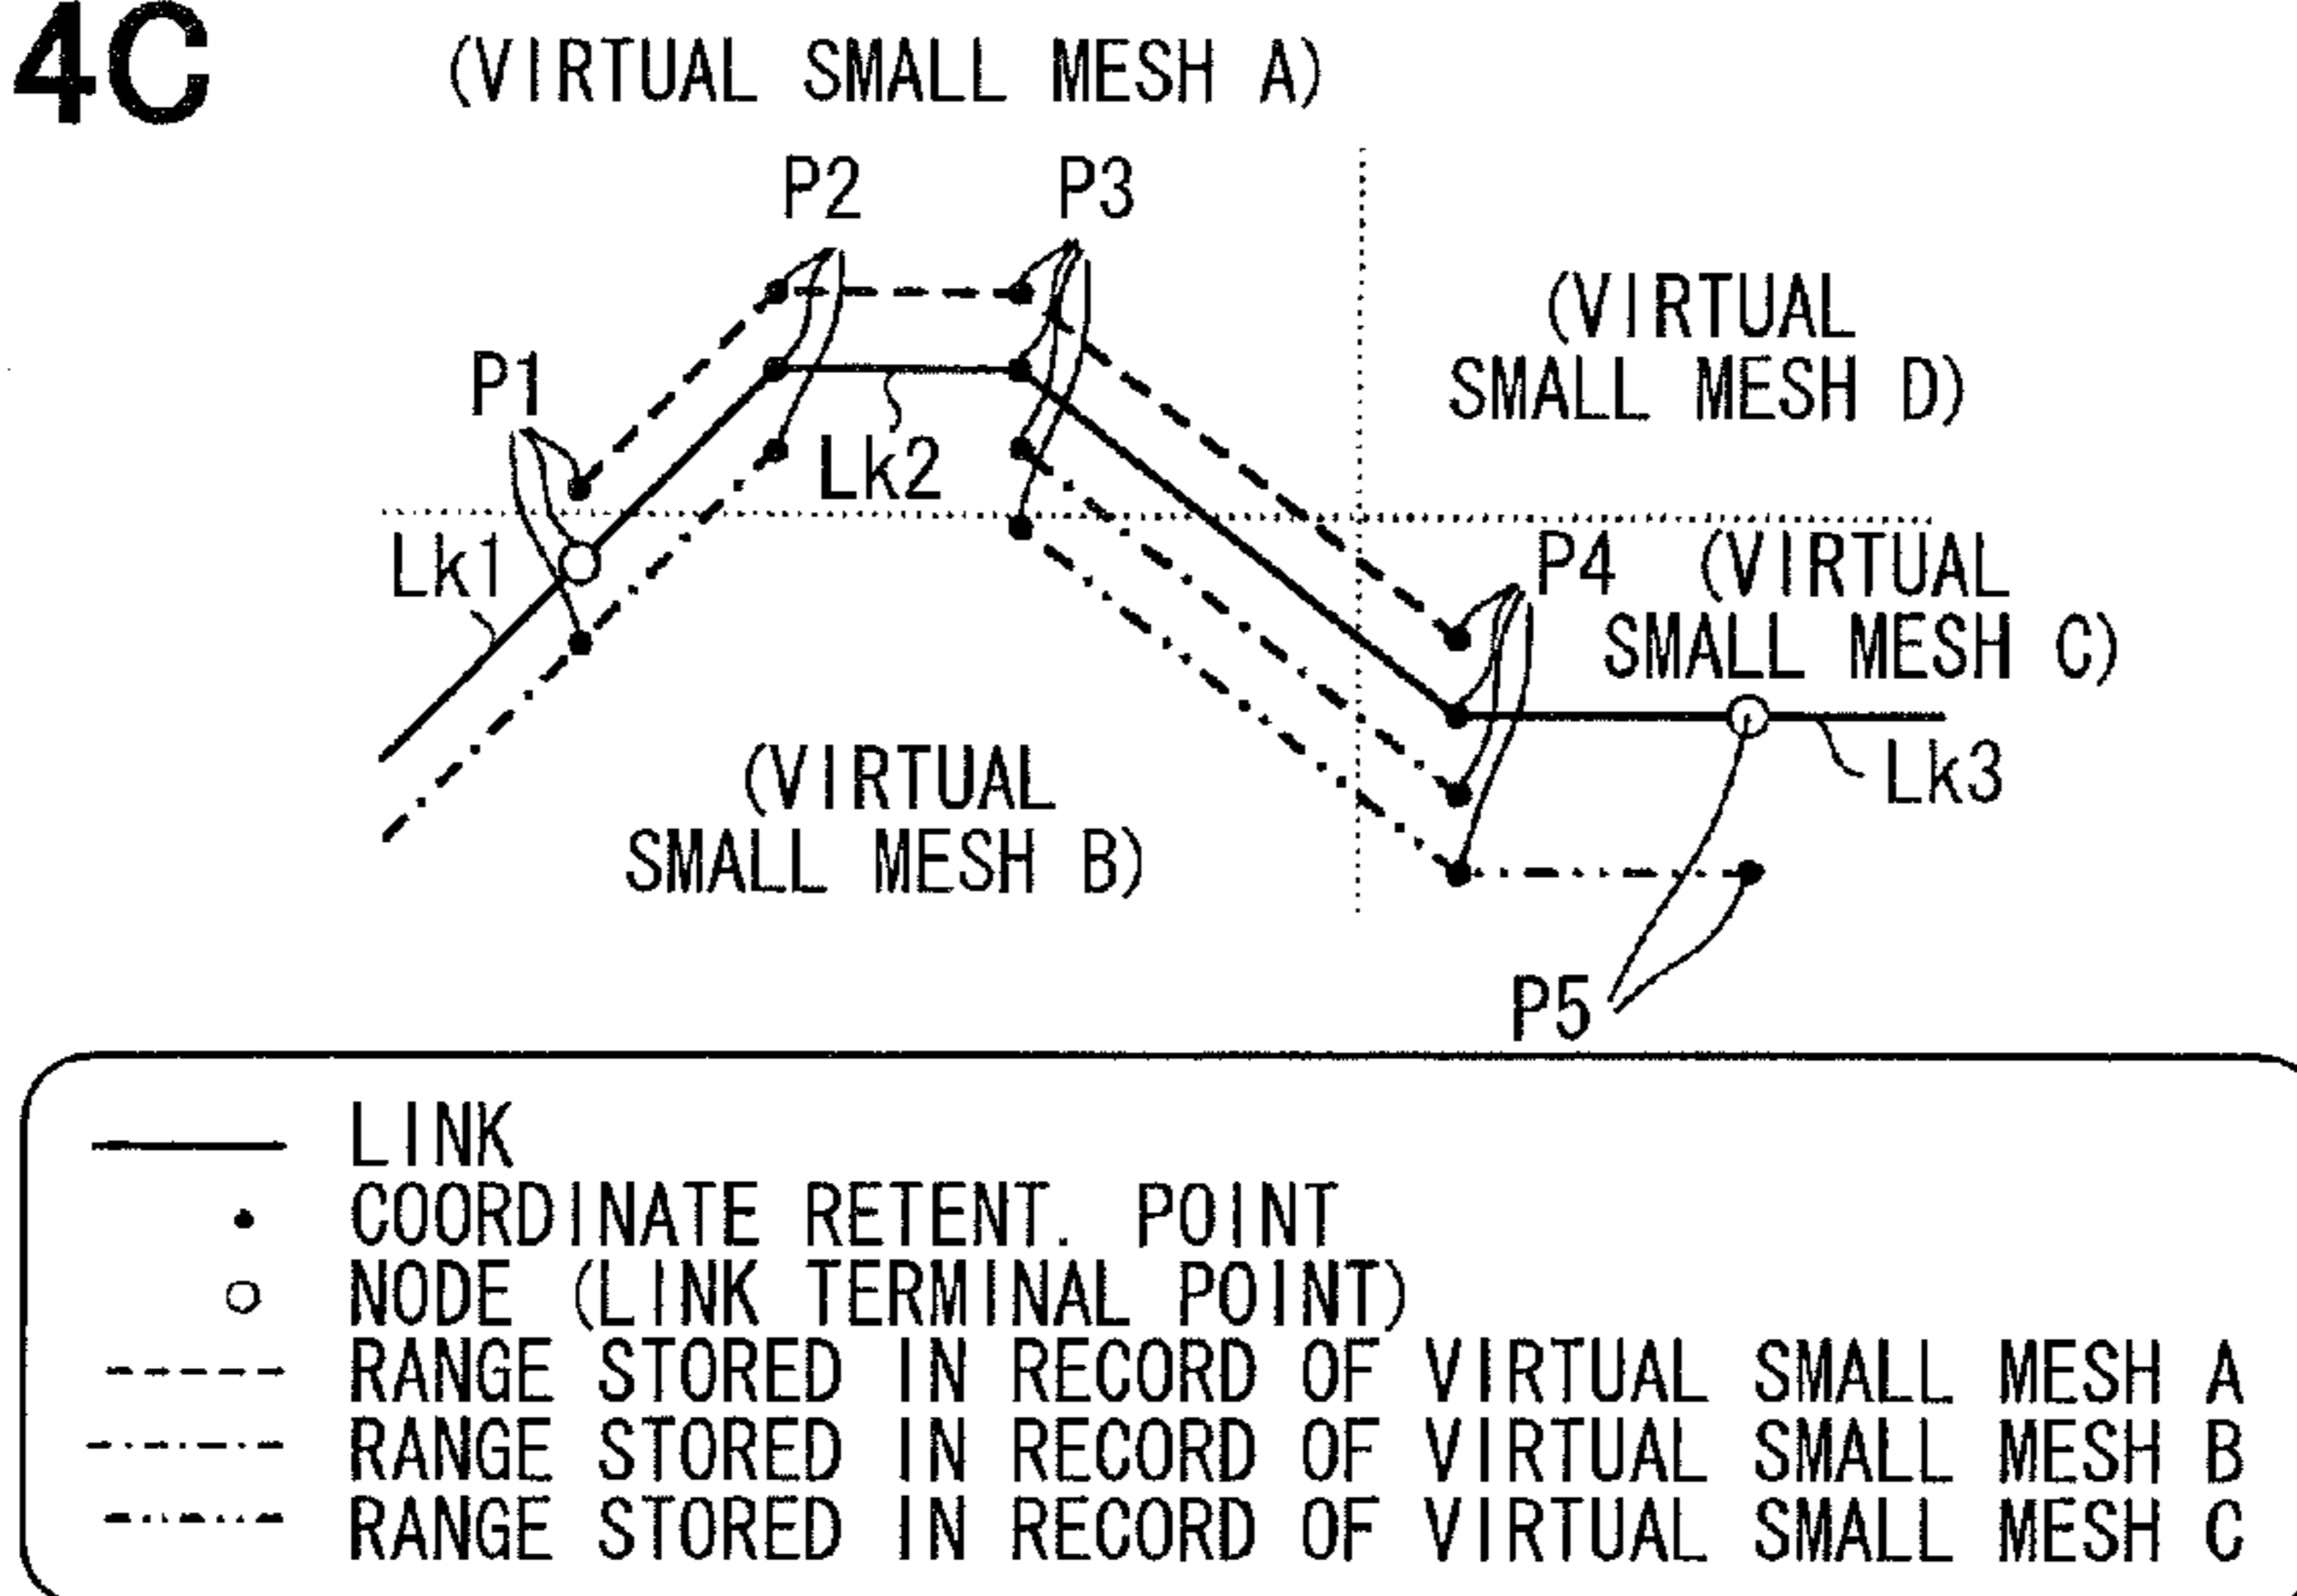 4C
(VIRTUAL SMALL MESH A)
P2
P3
(VIRTUAL
SMALL MESH D)
P1
Lk2
Lk1
P4
(VIRTUAL
SMALL MESH C)
(VIRTUAL
SMALL MESH B)
Lk3
P5
LINK
COORDINATE RETENT. POINT
NODE (LINK TERMINAL POINT)
RANGE STORED IN RECORD OF VIRTUAL SMALL MESH A
RANGE STORED IN RECORD OF VIRTUAL SMALL MESH B
RANGE STORED IN RECORD OF VIRTUAL SMALL MESH C